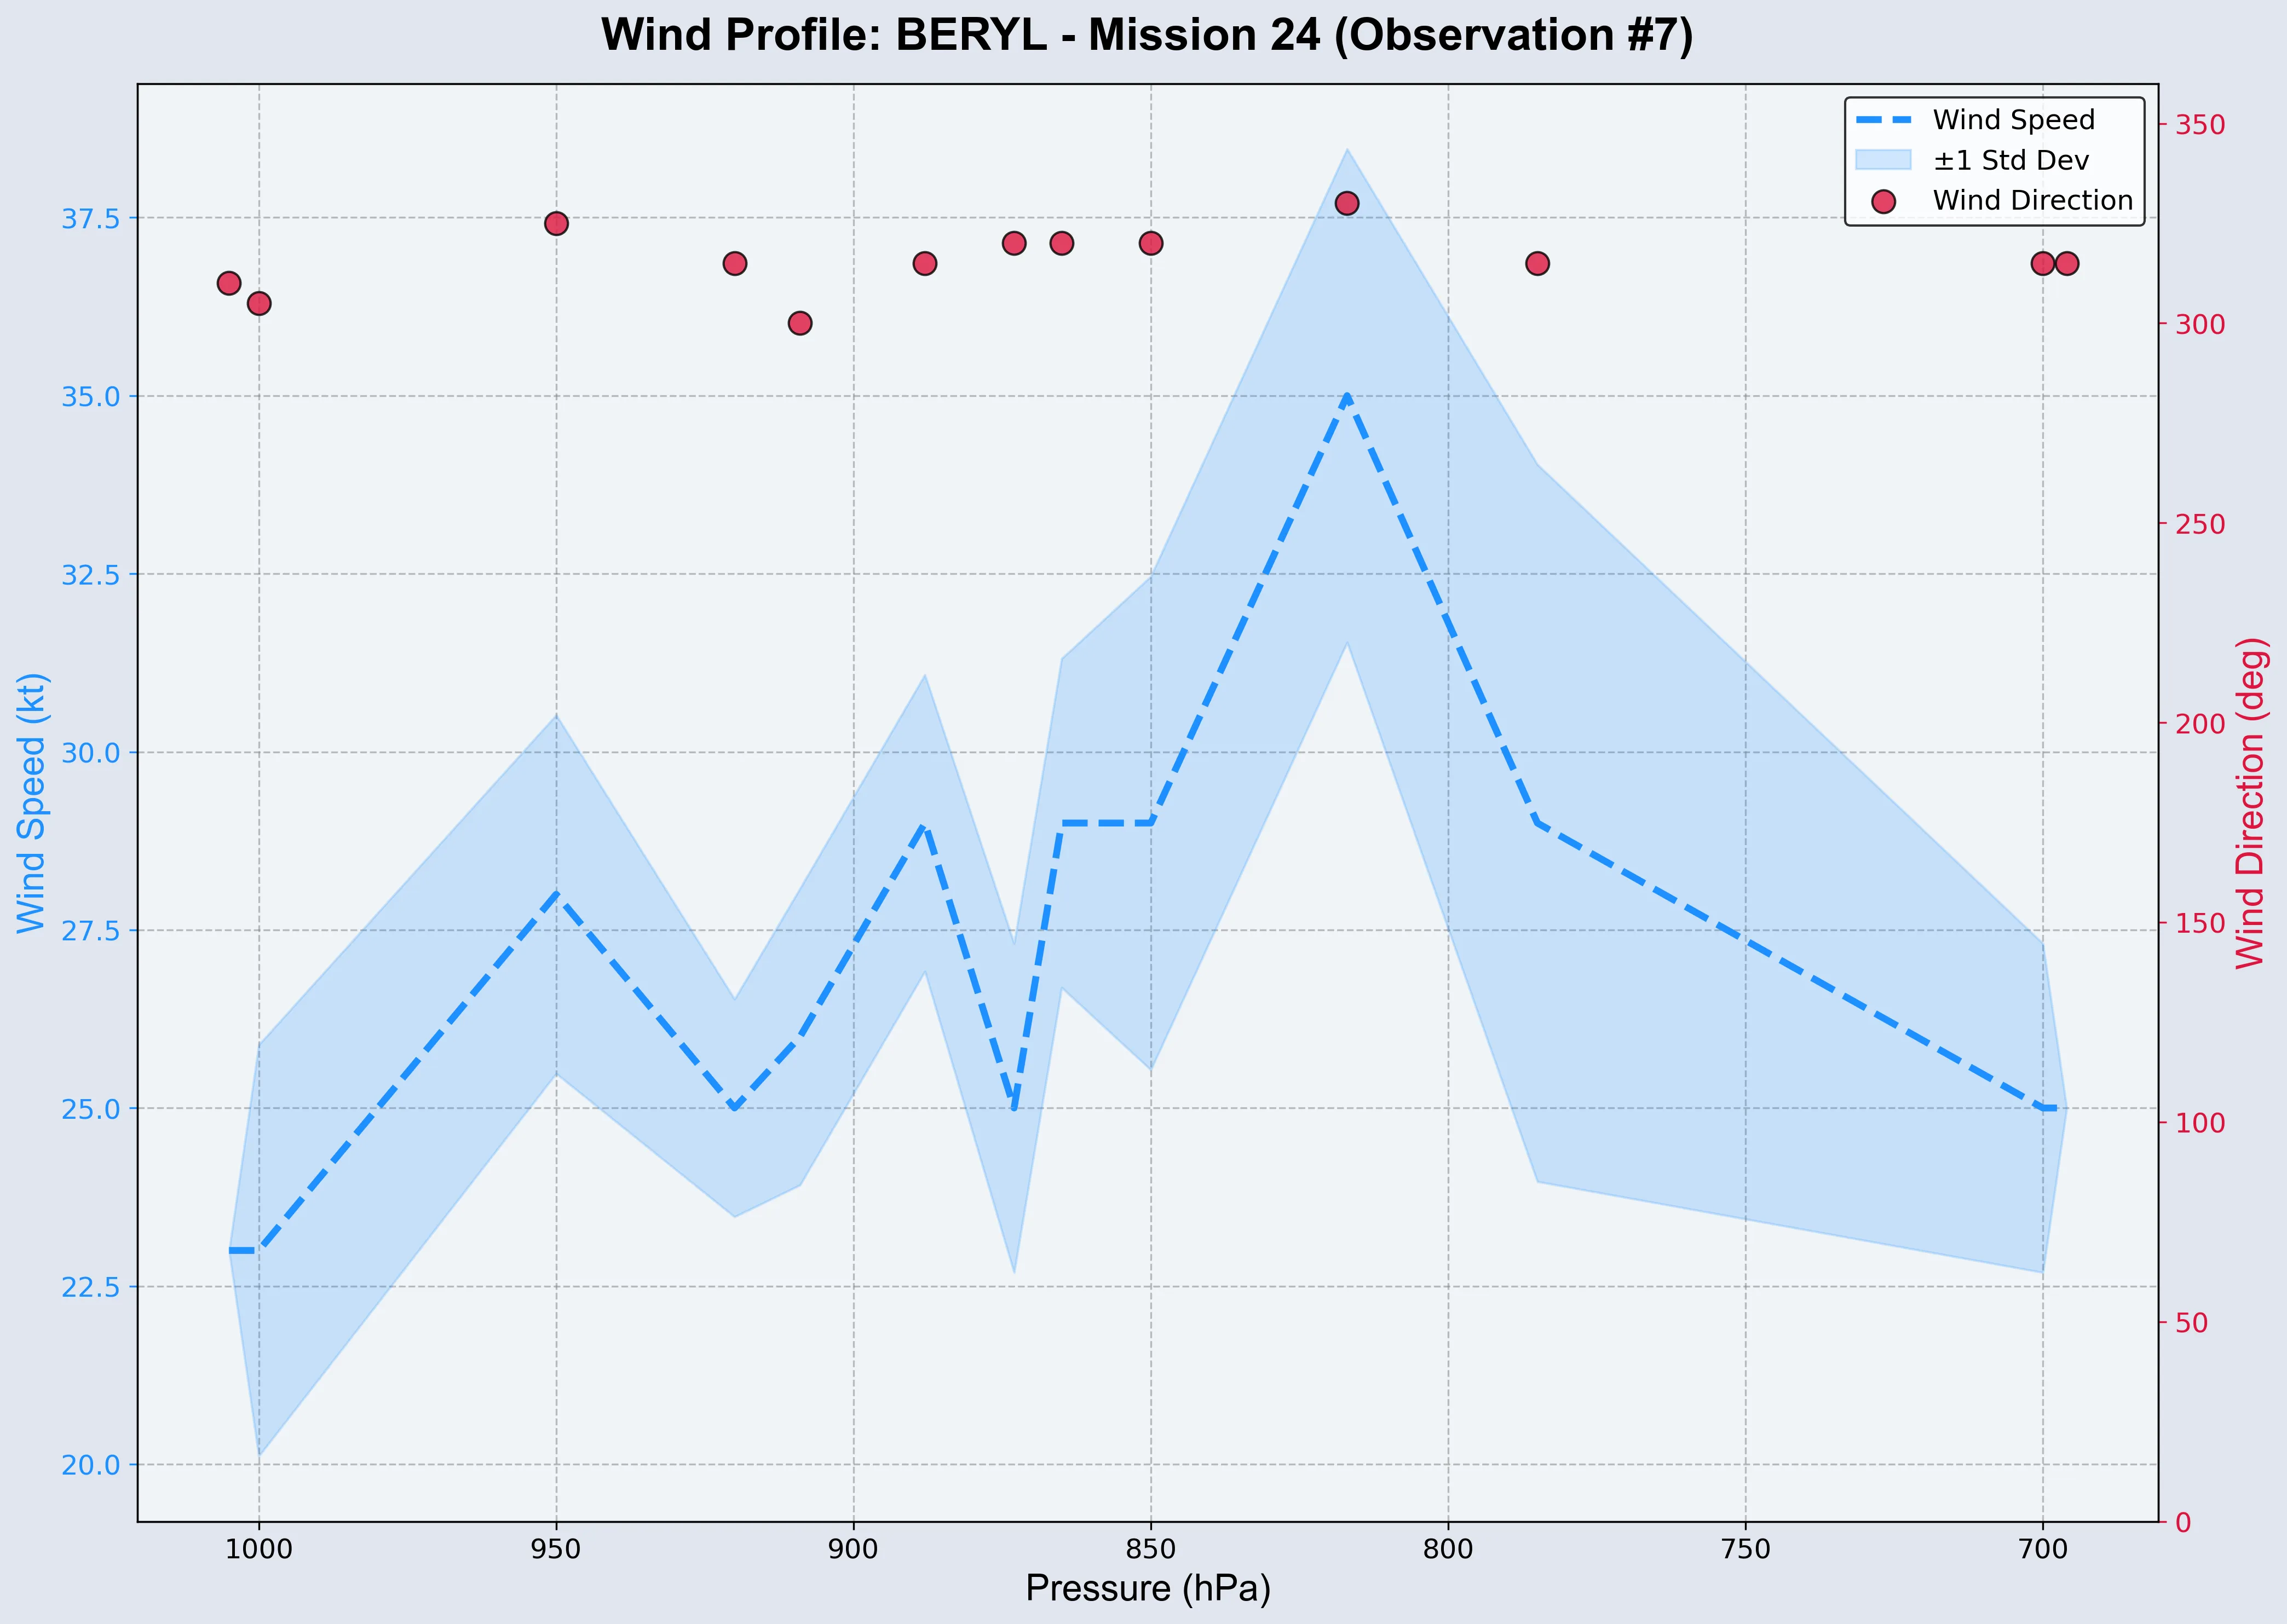 Wind Profile: BERYL - Mission 24 (Observation #7)
Wind Speed
±1 Std Dev
Wind Direction
Wind Speed (kt)
37.5
35.0
32.5
30.0
27.5
25.0
22.5
20.0
350
300
250
200
150
100
50
0
Wind Direction (deg)
1000 950 900 850 800 750 700
Pressure (hPa)